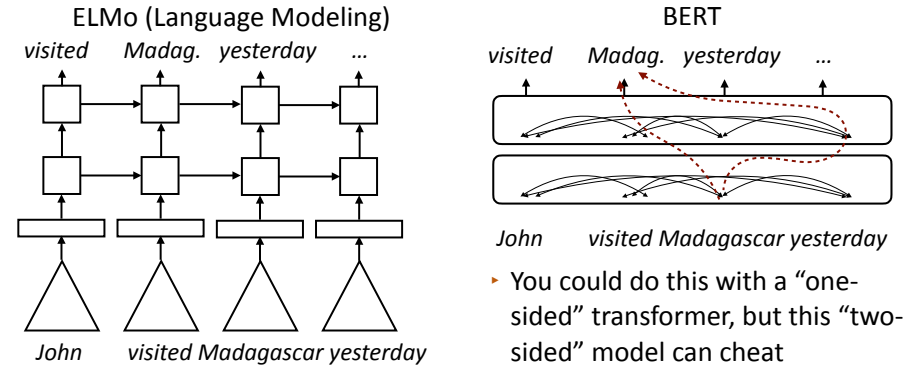 ELMo (Language Modeling)
visited Madag. yesterday ...
John visited Madagascar yesterday
BERT
visited Madag. yesterday ...
John visited Madagascar yesterday
▸ You could do this with a “one-
sided” transformer, but this “two-
sided” model can cheat